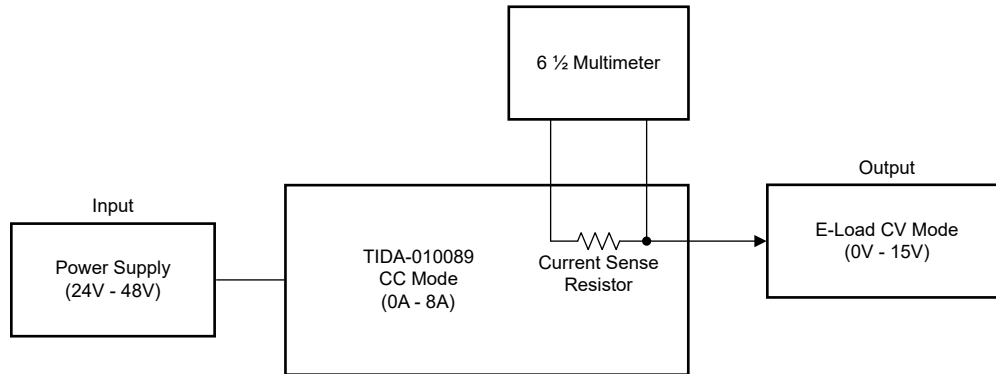 6 ½ Multimeter
Output
Input
E-Load CV Mode
(0V - 15V)
Power Supply
(24V - 48V)
TIDA-010089
CC Mode
(0A - 8A)
Current Sense
Resistor